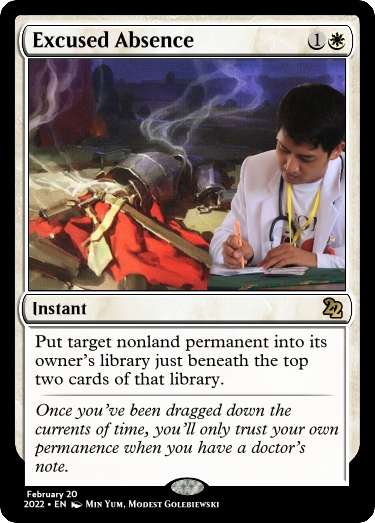 Excused Absence 1
Instant
Put target nonland permanent into its
owner's library just beneath the top
two cards of that library.
Once you've been dragged down the
currents of time, you'll only trust your own
permanence when you have a doctor's
note.
February 20
2022 • EN Min Yum, Modest Golebiewski